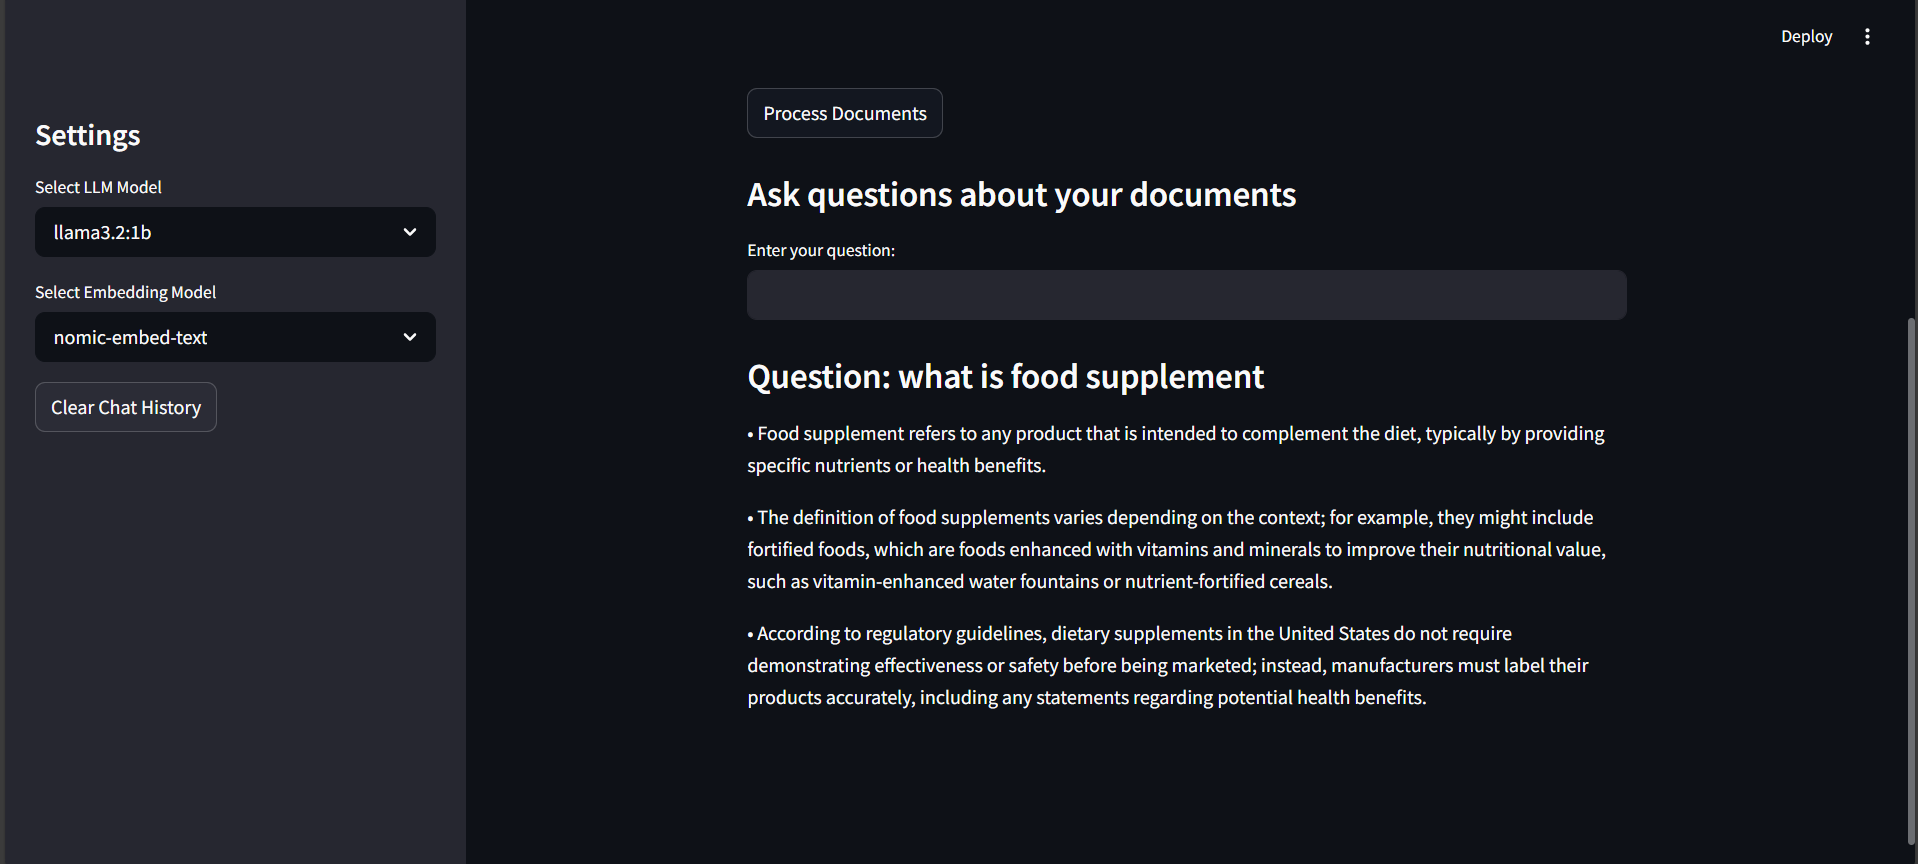 Deploy
Settings
Select LLM Model
llama3.2:1b
Select Embedding Model
nomic-embed-text
Clear Chat History
Process Documents
Ask questions about your documents
Enter your question:
Question: what is food supplement
• Food supplement refers to any product that is intended to complement the diet, typically by providing
specific nutrients or health benefits.
• The definition of food supplements varies depending on the context; for example, they might include
fortified foods, which are foods enhanced with vitamins and minerals to improve their nutritional value,
such as vitamin-enhanced water fountains or nutrient-fortified cereals.
• According to regulatory guidelines, dietary supplements in the United States do not require
demonstrating effectiveness or safety before being marketed; instead, manufacturers must label their
products accurately, including any statements regarding potential health benefits.